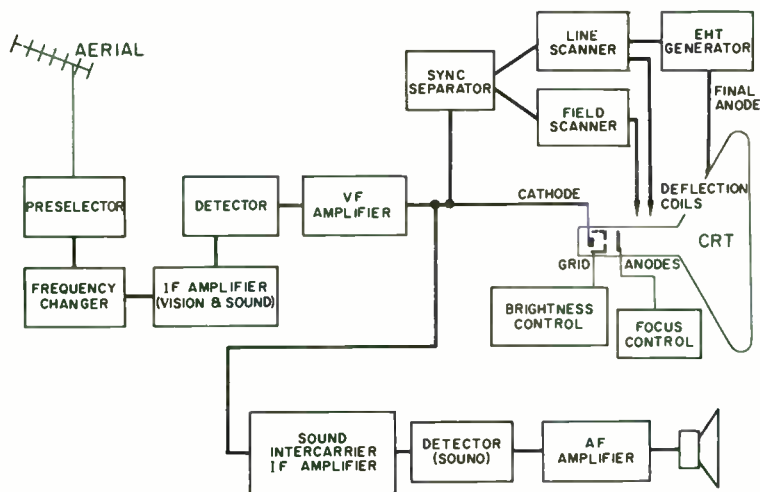 AERIAL
PRESELECTOR
FREQUENCY
CHANGER
IF AMPLIFIER
(VISION & SOUND)
DETECTOR
VF
AMPLIFIER
SYNC
SEPARATOR
LINE
SCANNER
FIELD
SCANNER
EHT
GENERATOR
FINAL
ANODE
DEFLECTION
COILS
CATHODE
CRT
GRID
ANODES
BRIGHTNESS
CONTROL
FOCUS
CONTROL
SOUND
INTERCARRIER
IF AMPLIFIER
DETECTOR
(SOUND)
AF
AMPLIFIER